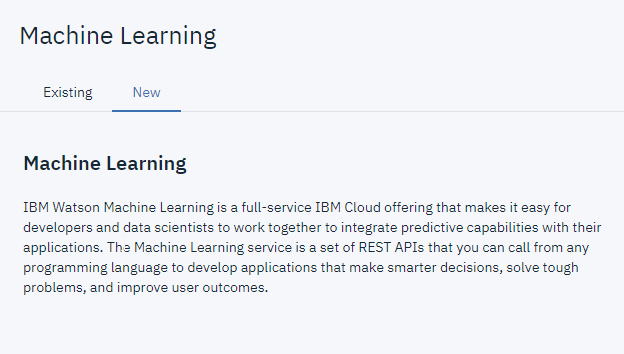 Machine Learning
Existing New
Machine Learning
IBM Watson Machine Learning is a full-service IBM Cloud offering that makes it easy for
developers and data scientists to work together to integrate predictive capabilities with their
applications. The Machine Learning service is a set of REST APIs that you can call from any
programming language to develop applications that make smarter decisions, solve tough
problems, and improve user outcomes.